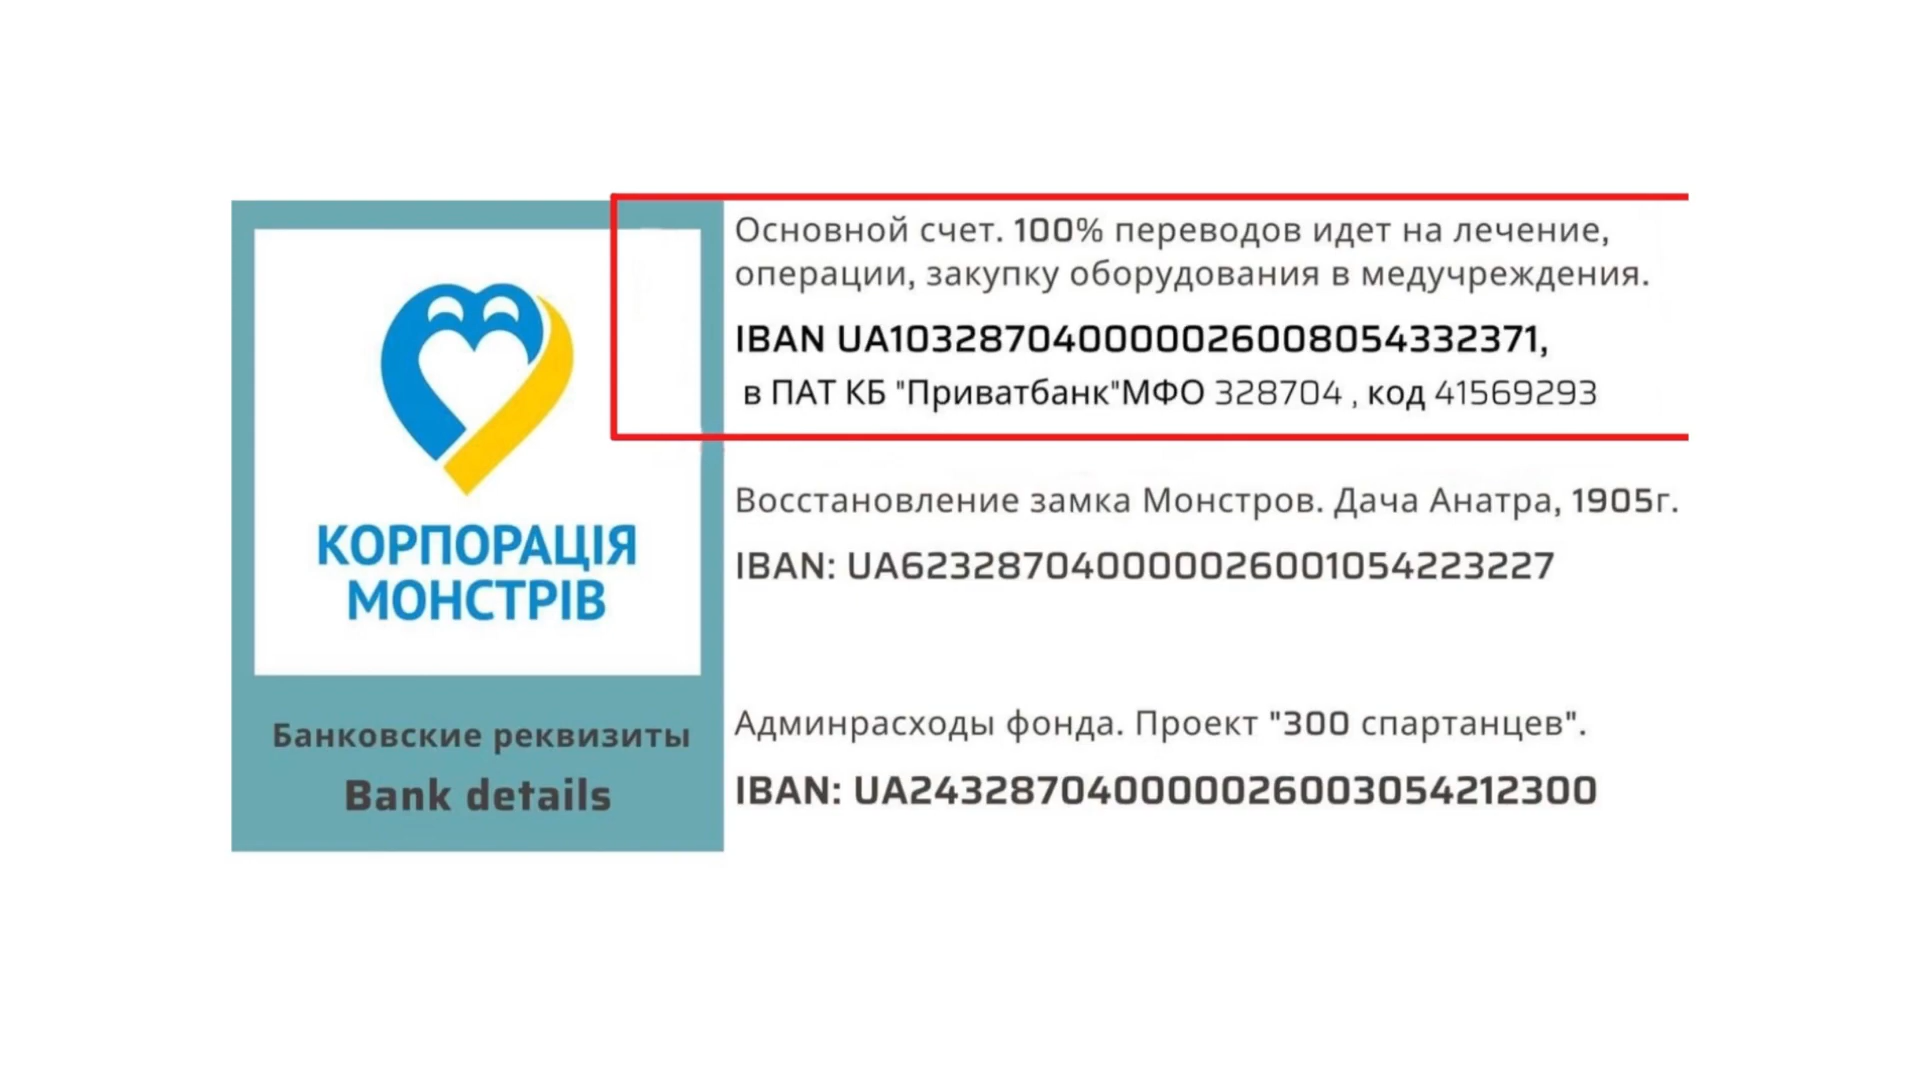 КОРПОРАЦІЯ
МОНСТРІВ
Банковские реквизиты
Bank details
Основной счет. 100% переводов идет на лечение,
операции, закупку оборудования в медучреждения.
IBAN UA103287040000026008054332371,
в ПАТ КБ "Приватбанк"МФО 328704 , код 41569293
Восстановление замка Монстров. Дача Анатра, 1905г.
IBAN: UA623287040000026001054223227
Админрасходы фонда. Проект "300 спартанцев".
IBAN: UA243287040000026003054212300